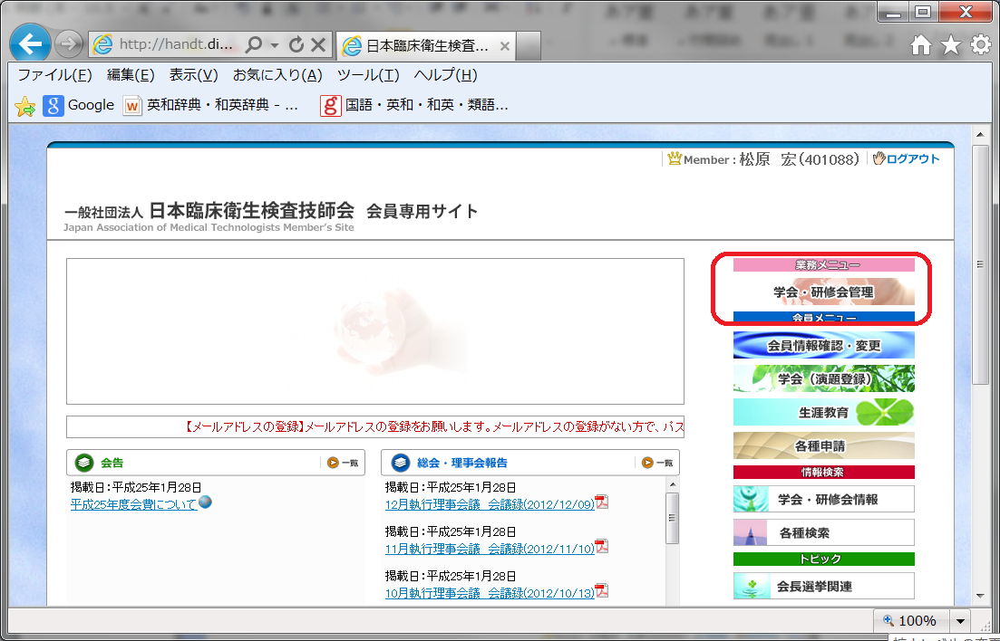 http://handt.di...
日本臨床衛生検査...
ファイル(F) 編集(E) 表示(V) お気に入り(A) ツール(T) ヘルプ(H)
Google 英和辞典・和英辞典 - ... 国語・英和・和英・類語...
Member : 松原 宏(401088) ログアウト
一般社団法人 日本臨床衛生検査技師会 会員専用サイト
Japan Association of Medical Technologists Member's Site
業務メニュー
学会・研修会管理
会員メニュー
会員情報確認・変更
学会（演題登録）
生涯教育
各種申請
情報検索
学会・研修会情報
各種検索
トピック
会長選挙関連
【メールアドレスの登録】メールアドレスの登録をお願いします。メールアドレスの登録がない方で、パス
会告 一覧
掲載日：平成25年1月28日
平成25年度会費について
総会・理事会報告 一覧
掲載日：平成25年1月28日
12月執行理事会議 会議録(2012/12/09)
掲載日：平成25年1月28日
11月執行理事会議 会議録(2012/11/10)
掲載日：平成25年1月28日
10月執行理事会議 会議録(2012/10/13)
100%